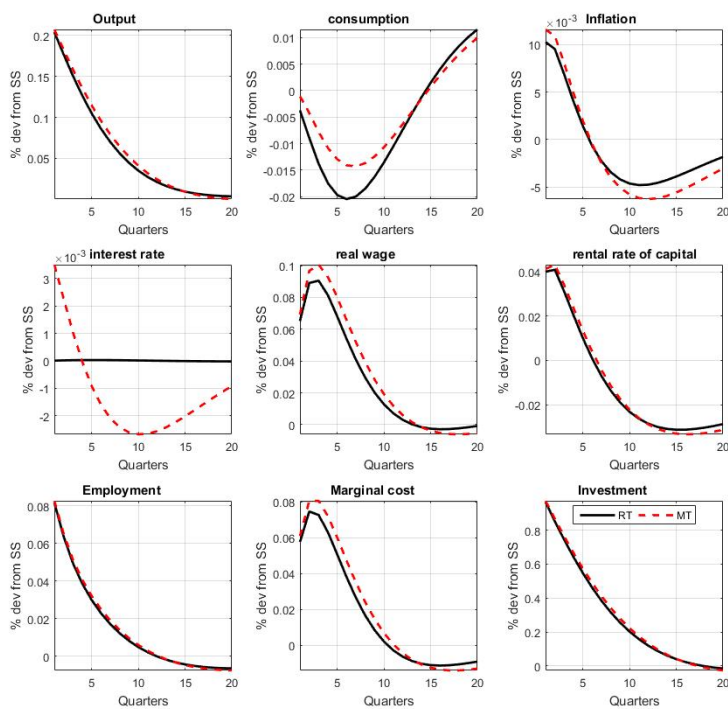 Output
% dev from SS
0.2
0.15
0.1
0.05
5 10 15 20
Quarters
consumption
% dev from SS
0.01
0.005
0
-0.005
-0.01
-0.015
-0.02
5 10 15 20
Quarters
Inflation
×10⁻³
% dev from SS
10
5
0
-5
5 10 15 20
Quarters
interest rate
×10⁻³
% dev from SS
3
2
1
0
-1
-2
5 10 15 20
Quarters
real wage
% dev from SS
0.1
0.08
0.06
0.04
0.02
0
5 10 15 20
Quarters
rental rate of capital
% dev from SS
0.04
0.02
0
-0.02
5 10 15 20
Quarters
Employment
% dev from SS
0.08
0.06
0.04
0.02
0
5 10 15 20
Quarters
Marginal cost
% dev from SS
0.08
0.06
0.04
0.02
0
5 10 15 20
Quarters
Investment
RT MT
% dev from SS
0.8
0.6
0.4
0.2
0
5 10 15 20
Quarters